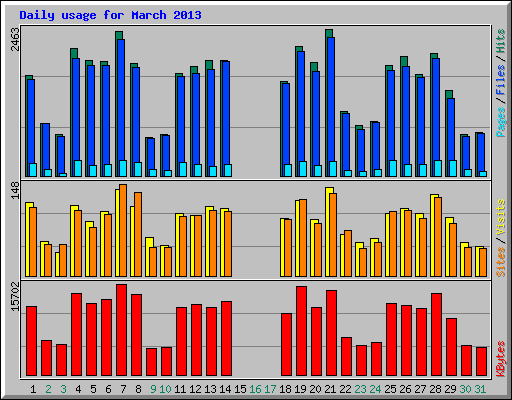 Daily usage for March 2013
2463
Pages / Files / Hits
148
Sites / Visits
15702
KBytes
1 2 3 4 5 6 7 8 9 10 11 12 13 14 15 16 17 18 19 20 21 22 23 24 25 26 27 28 29 30 31